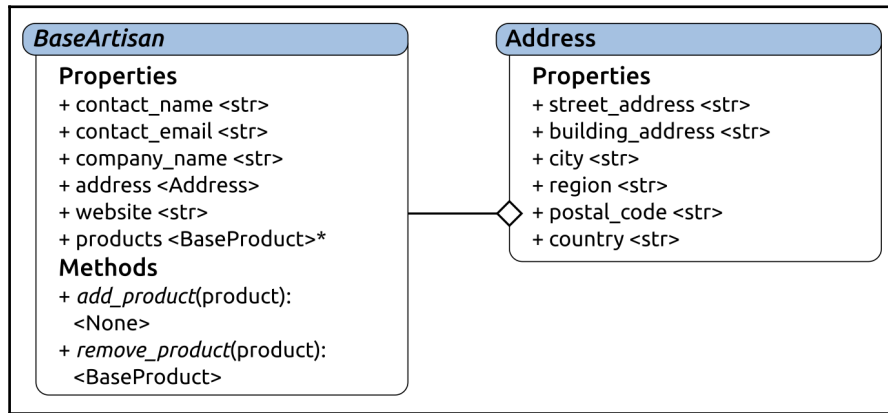 BaseArtisan
Properties
+ contact_name <str>
+ contact_email <str>
+ company_name <str>
+ address <Address>
+ website <str>
+ products <BaseProduct>*
Methods
+ add_product(product):
<None>
+ remove_product(product):
<BaseProduct>
Address
Properties
+ street_address <str>
+ building_address <str>
+ city <str>
+ region <str>
+ postal_code <str>
+ country <str>